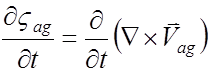 ∂ς_ag/∂t = ∂/∂t (∇ × V⃗_ag)